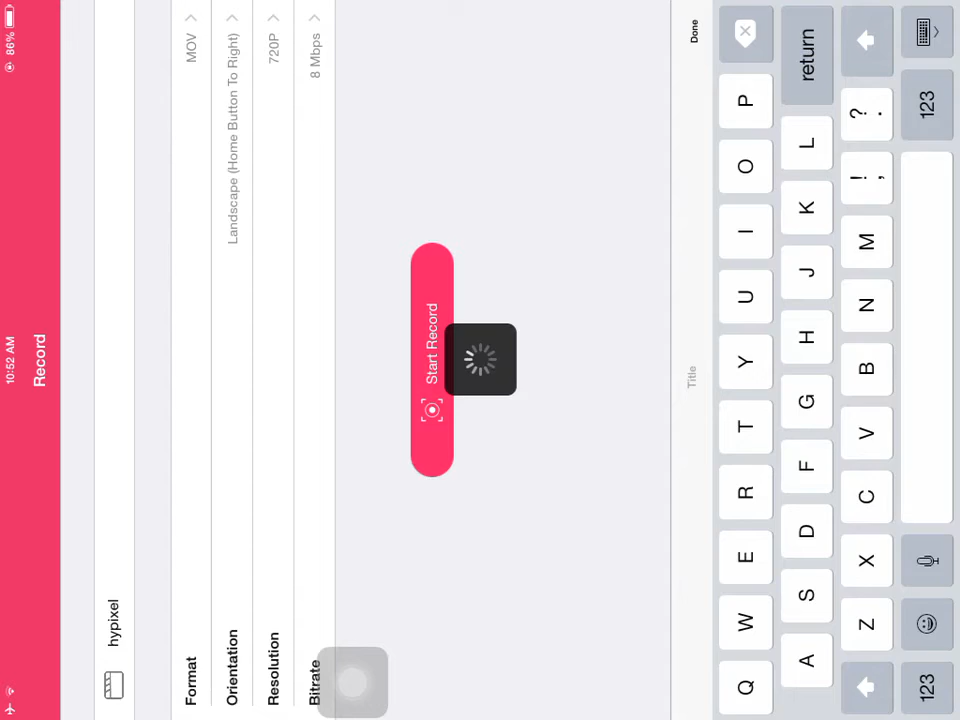 10:52 AM
86%
Record
hypixel
Format
MOV
Orientation
Landscape (Home Button To Right)
Resolution
720P
Bitrate
8 Mbps
Start Record
Title
Done
Q W E R T Y U I O P
A S D F G H J K L return
Z X C V B N M ! , ? .
123 123